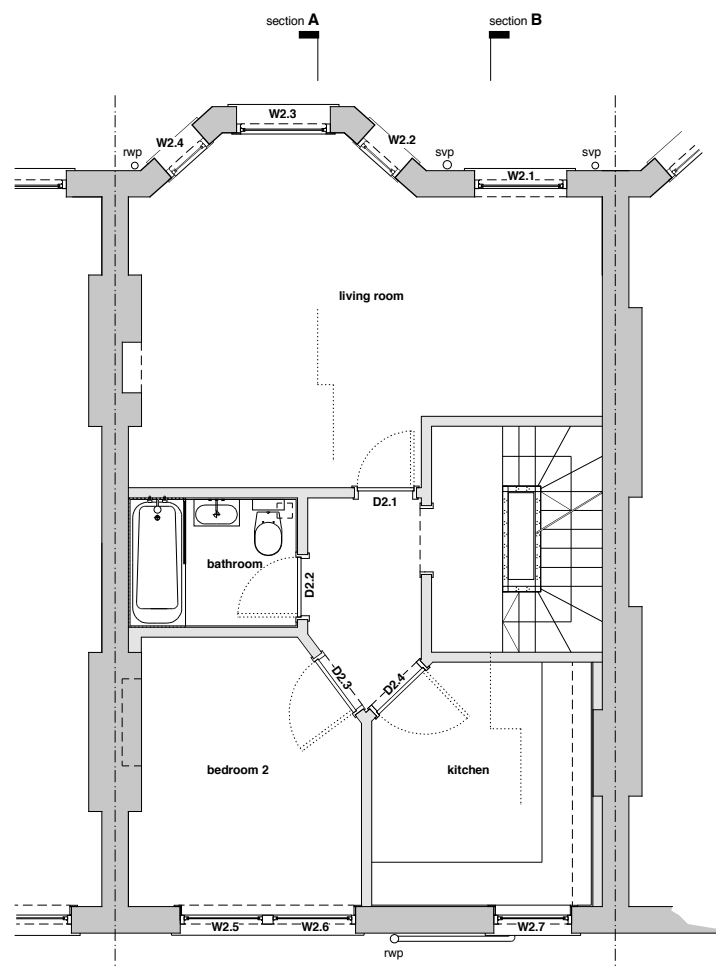 section A
section B
W2.3
W2.4
W2.2
rwp
svp
svp
W2.1
living room
D2.1
bathroom
D2.2
D2.3
D2.4
bedroom 2
kitchen
W2.5
W2.6
W2.7
rwp